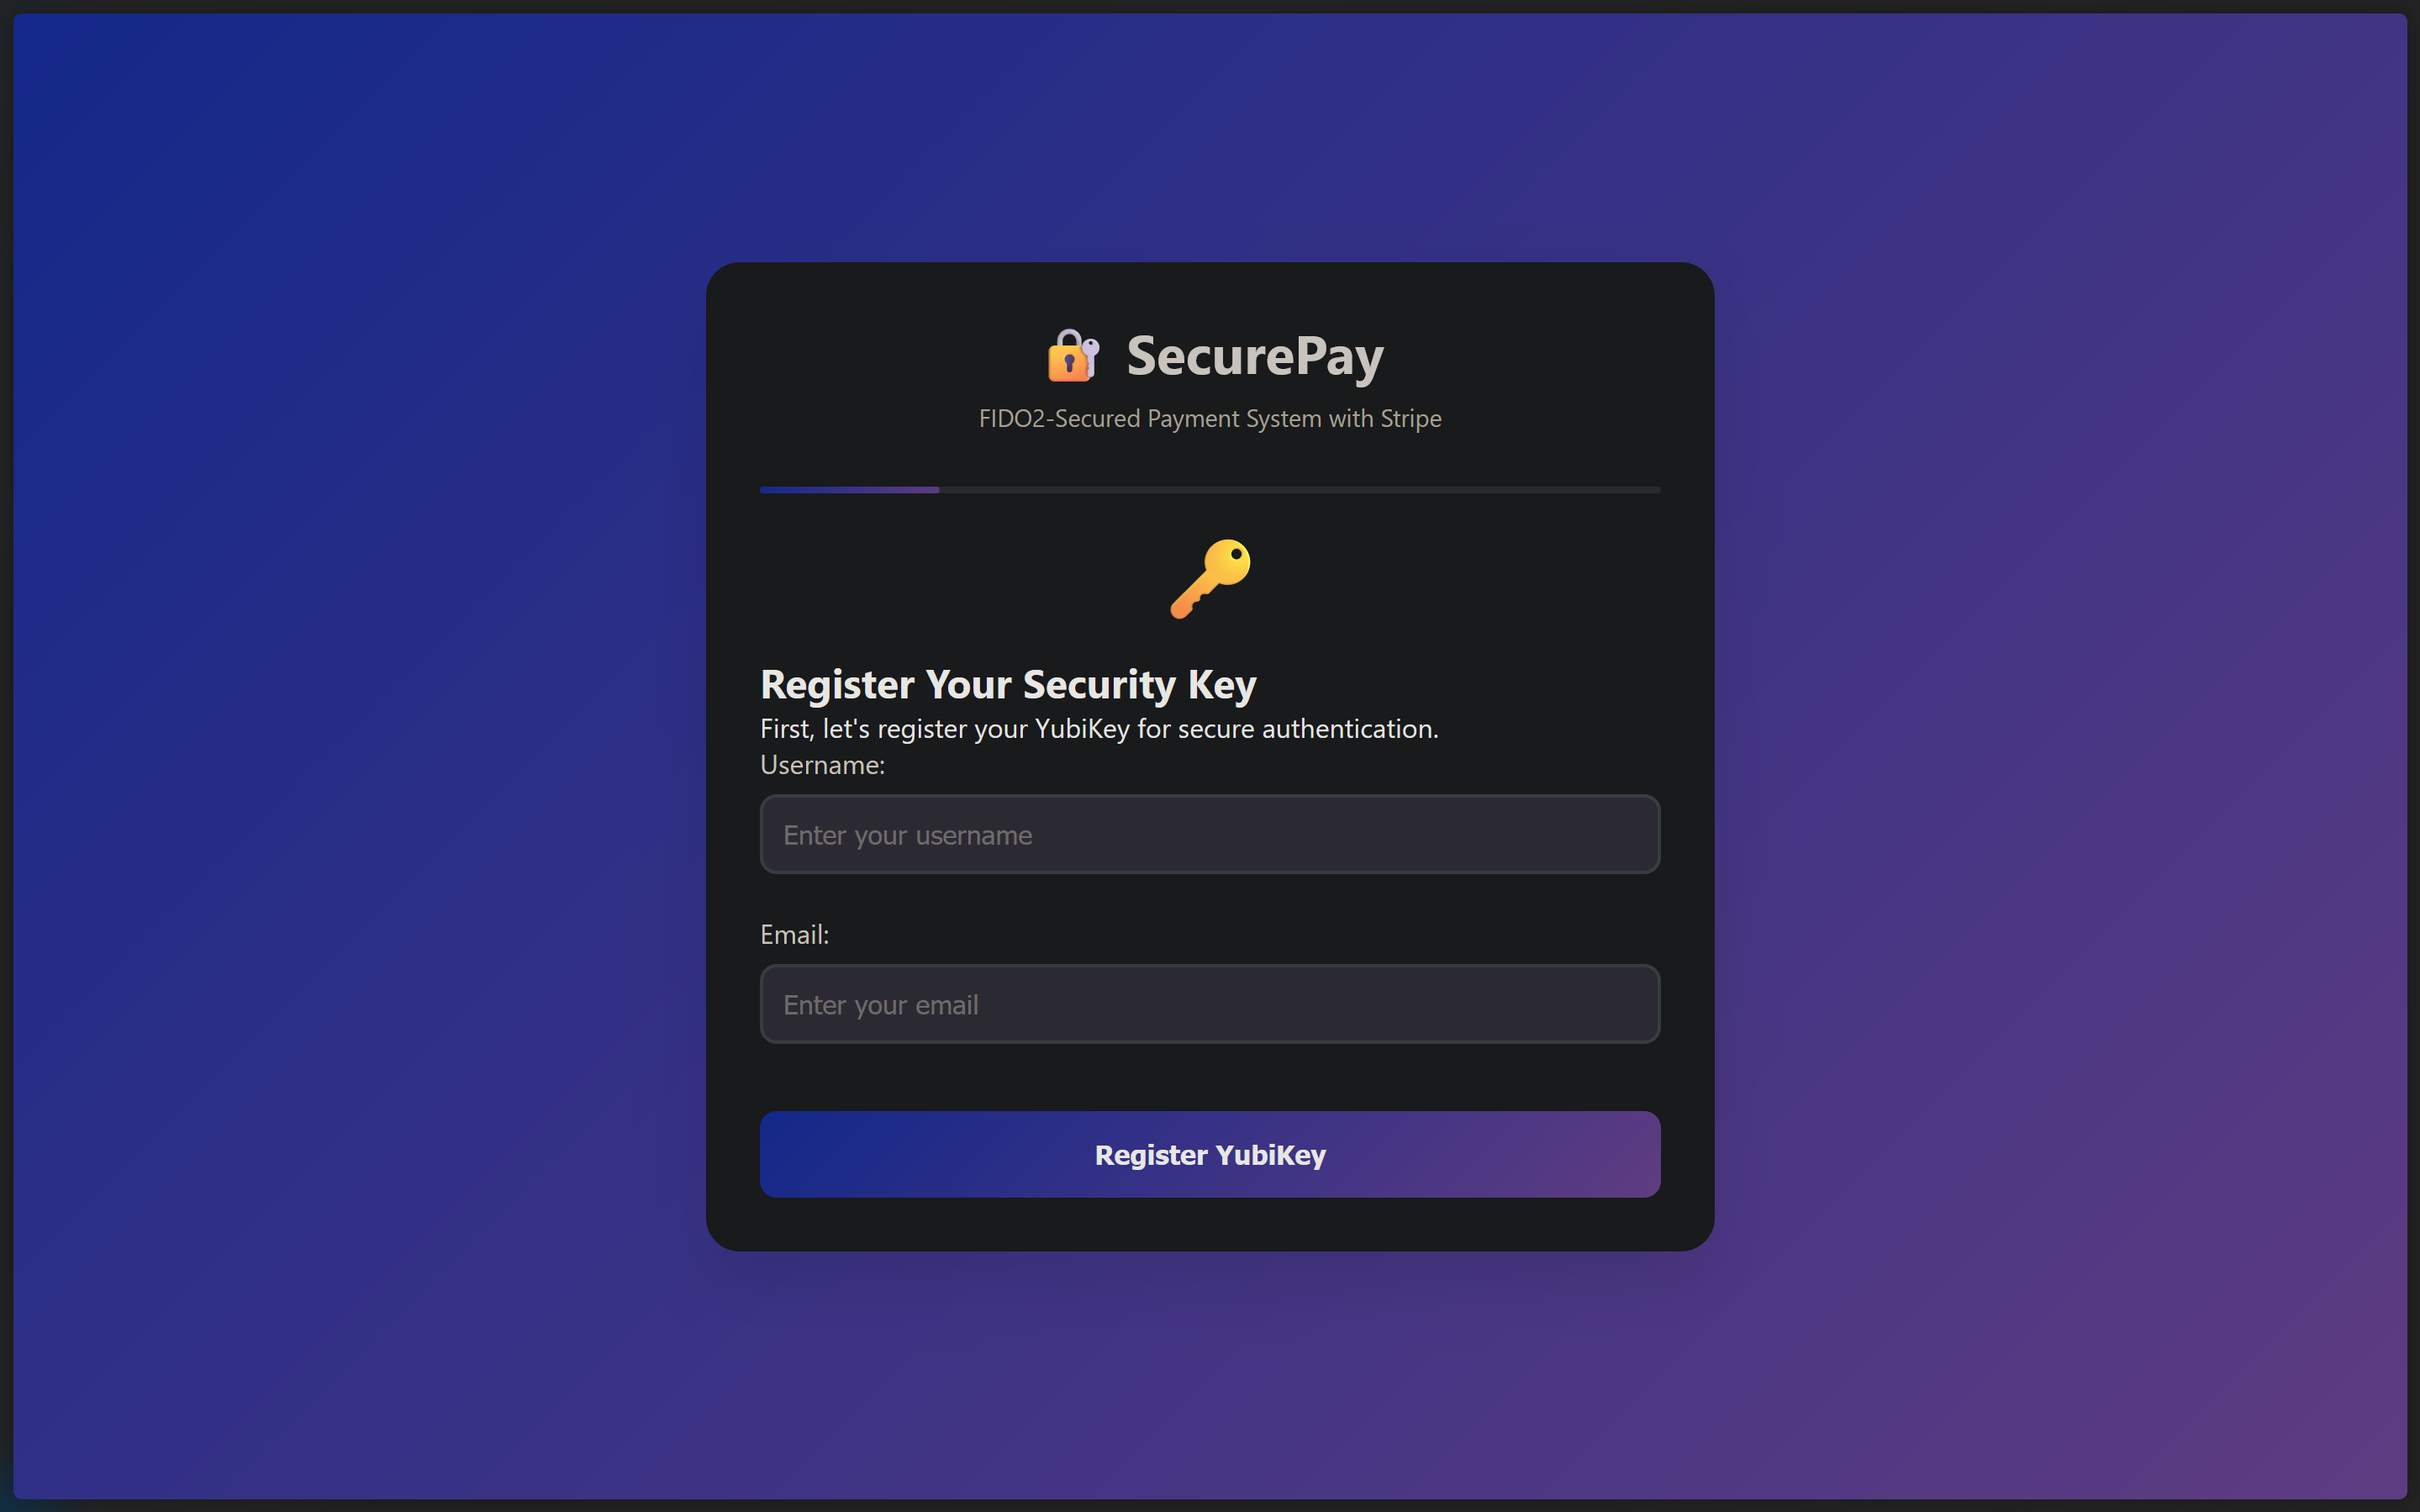 SecurePay
FIDO2-Secured Payment System with Stripe
Register Your Security Key
First, let's register your YubiKey for secure authentication.
Username:
Enter your username
Email:
Enter your email
Register YubiKey